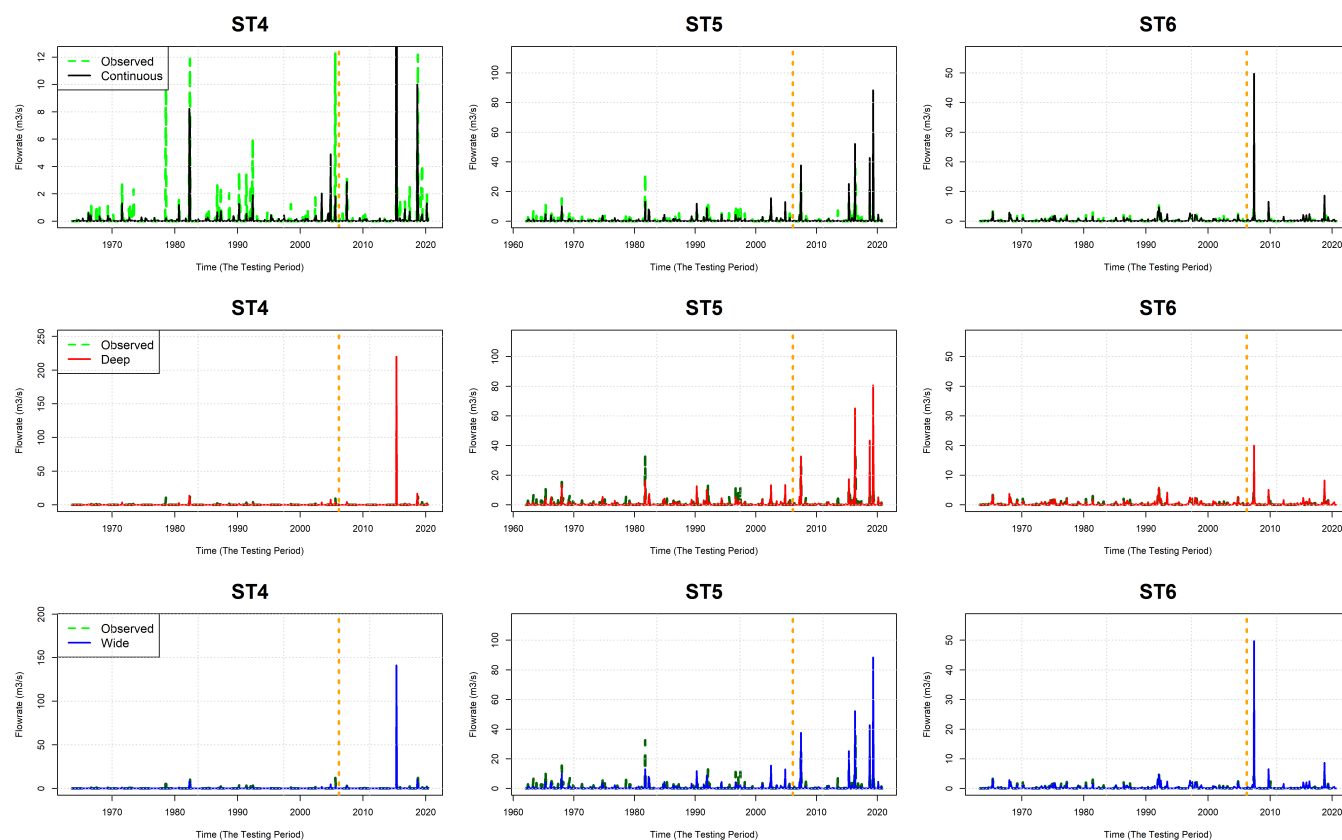 ST4
Flowrate (m3/s)
12
10
8
6
4
2
0
Observed
Continuous
1970 1980 1990 2000 2010 2020
Time (The Testing Period)
ST5
Flowrate (m3/s)
100
80
60
40
20
0
1960 1970 1980 1990 2000 2010 2020
Time (The Testing Period)
ST6
Flowrate (m3/s)
50
40
30
20
10
0
1970 1980 1990 2000 2010 2020
Time (The Testing Period)
ST4
Flowrate (m3/s)
250
200
150
100
50
0
Observed
Deep
1970 1980 1990 2000 2010 2020
Time (The Testing Period)
ST5
Flowrate (m3/s)
100
80
60
40
20
0
1960 1970 1980 1990 2000 2010 2020
Time (The Testing Period)
ST6
Flowrate (m3/s)
50
40
30
20
10
0
1970 1980 1990 2000 2010 2020
Time (The Testing Period)
ST4
Flowrate (m3/s)
200
150
100
50
0
Observed
Wide
1970 1980 1990 2000 2010 2020
Time (The Testing Period)
ST5
Flowrate (m3/s)
100
80
60
40
20
0
1960 1970 1980 1990 2000 2010 2020
Time (The Testing Period)
ST6
Flowrate (m3/s)
50
40
30
20
10
0
1970 1980 1990 2000 2010 2020
Time (The Testing Period)